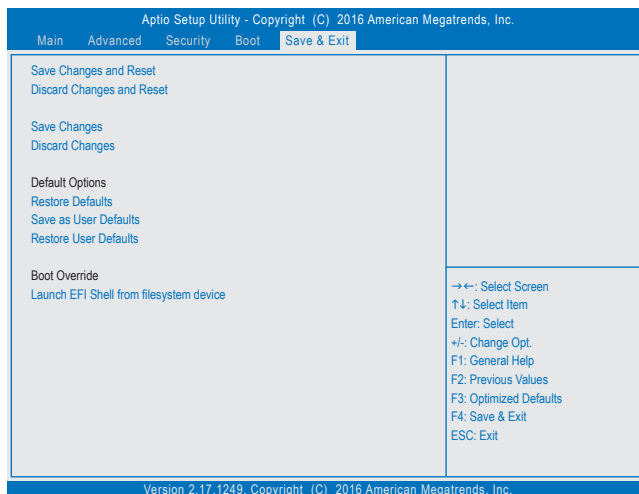 Aptio Setup Utility - Copyright (C) 2016 American Megatrends, Inc.
Main Advanced Security Boot Save & Exit
Save Changes and Reset
Discard Changes and Reset
Save Changes
Discard Changes
Default Options
Restore Defaults
Save as User Defaults
Restore User Defaults
Boot Override
Launch EFI Shell from filesystem device
→←: Select Screen
↑↓: Select Item
Enter: Select
+/-: Change Opt.
F1: General Help
F2: Previous Values
F3: Optimized Defaults
F4: Save & Exit
ESC: Exit
Version 2.17.1249. Copyright (C) 2016 American Megatrends, Inc.